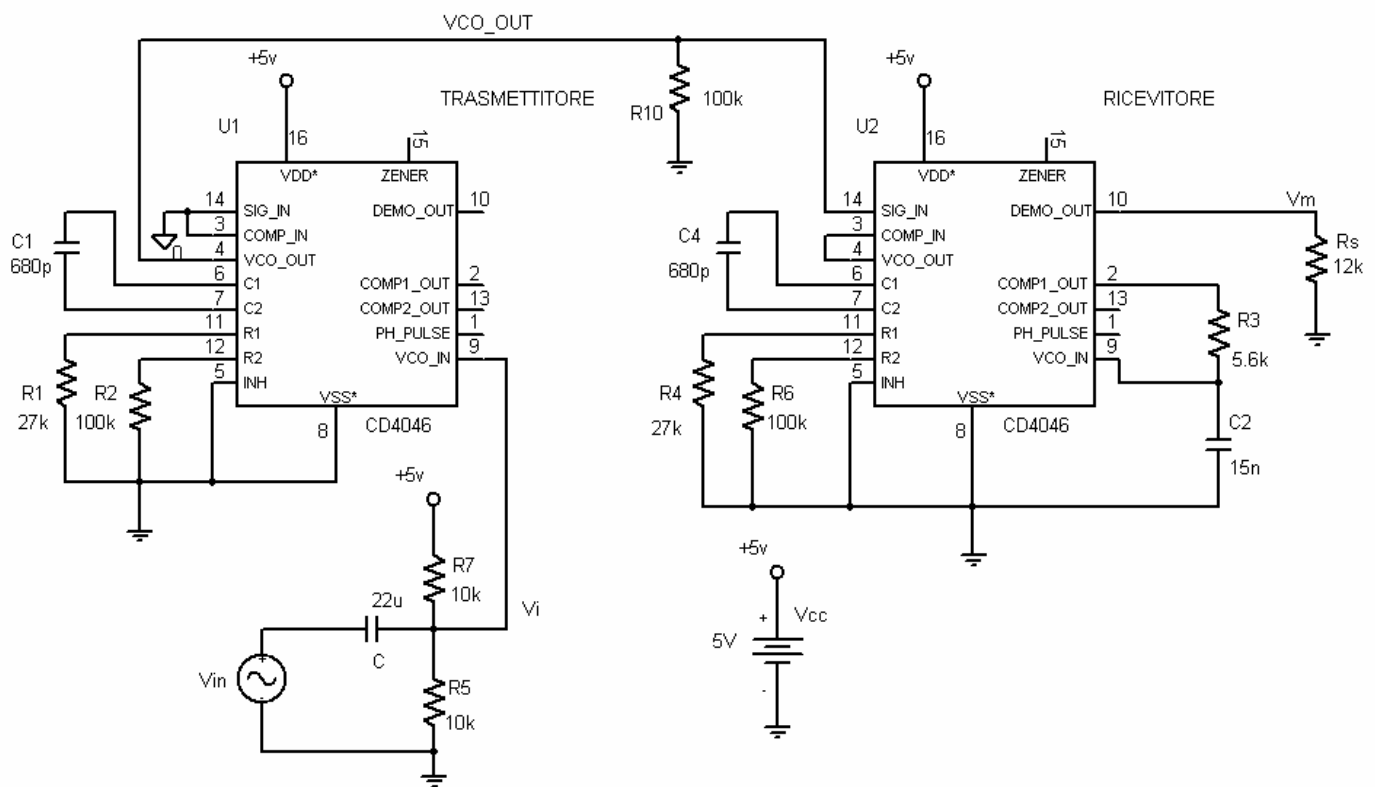 VCO_OUT
+5v
TRASMETTITORE
R10
100k
+5v
RICEVITORE
U1
16
15
VDD*
ZENER
14
SIG_IN
DEMO_OUT
10
3
COMP_IN
0
4
VCO_OUT
C1
680p
6
C1
COMP1_OUT
2
7
C2
COMP2_OUT
13
11
R1
PH_PULSE
1
12
R2
VCO_IN
9
5
INH
VSS*
8
CD4046
R1
27k
R2
100k
U2
16
15
VDD*
ZENER
14
SIG_IN
DEMO_OUT
10
Vm
Rs
12k
3
COMP_IN
4
VCO_OUT
C4
680p
6
C1
COMP1_OUT
2
7
C2
COMP2_OUT
13
11
R1
PH_PULSE
1
12
R2
VCO_IN
9
5
INH
VSS*
8
CD4046
R3
5.6k
R4
27k
R6
100k
C2
15n
+5v
R7
10k
22u
C
Vi
Vin
R5
10k
+5v
+
Vcc
5V
-